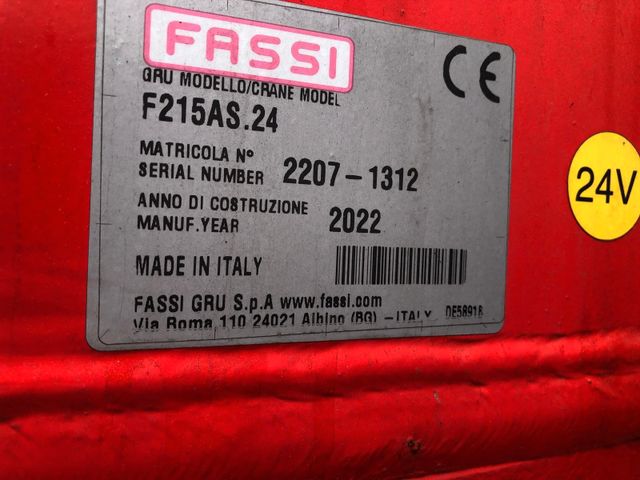 FASSI
CE
GRU MODELLO/CRANE MODEL
F215AS.24
MATRICOLA Nº
SERIAL NUMBER 2207-1312
ANNO DI COSTRUZIONE
MANUF.YEAR 2022
MADE IN ITALY
FASSI GRU S.p.A www.fassi.com
Via Roma 110 24021 Albino (BG) - ITALY
24V